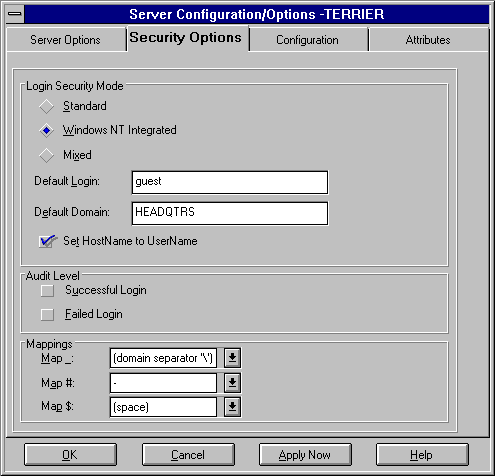 Server Configuration/Options -TERRIER
Server Options Security Options Configuration Attributes
Login Security Mode
Standard
Windows NT Integrated
Mixed
Default Login: guest
Default Domain: HEADQTRS
Set HostName to UserName
Audit Level
Successful Login
Failed Login
Mappings
Map _: (domain separator '\')
Map #: -
Map $: (space)
OK Cancel Apply Now Help